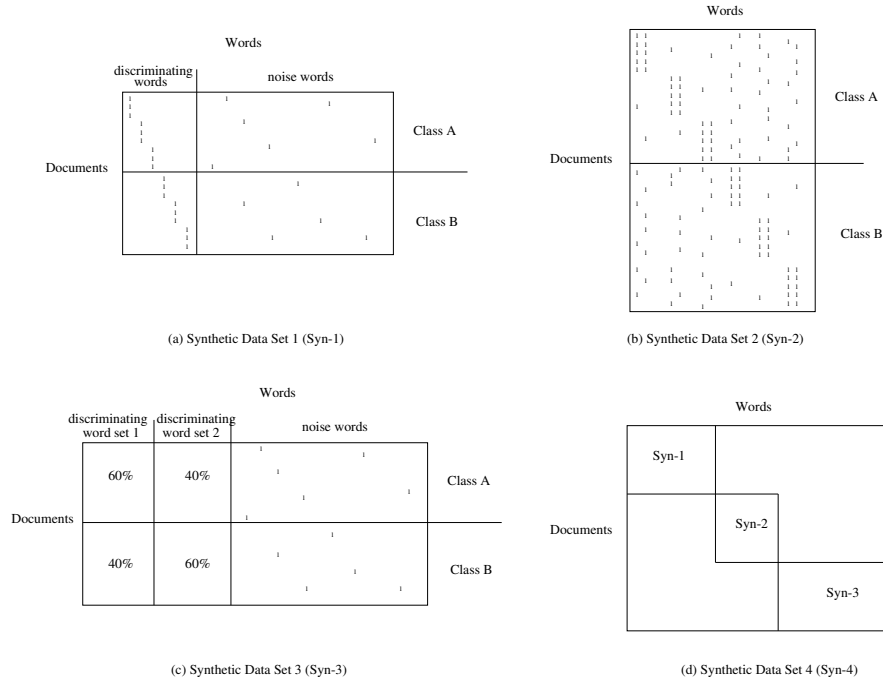 Words
discriminating
words
noise words
Class A
Documents
Class B
(a) Synthetic Data Set 1 (Syn-1)
Words
Class A
Documents
Class B
(b) Synthetic Data Set 2 (Syn-2)
Words
discriminating
word set 1
discriminating
word set 2
noise words
60%
40%
Class A
Documents
40%
60%
Class B
(c) Synthetic Data Set 3 (Syn-3)
Words
Syn-1
Documents
Syn-2
Syn-3
(d) Synthetic Data Set 4 (Syn-4)